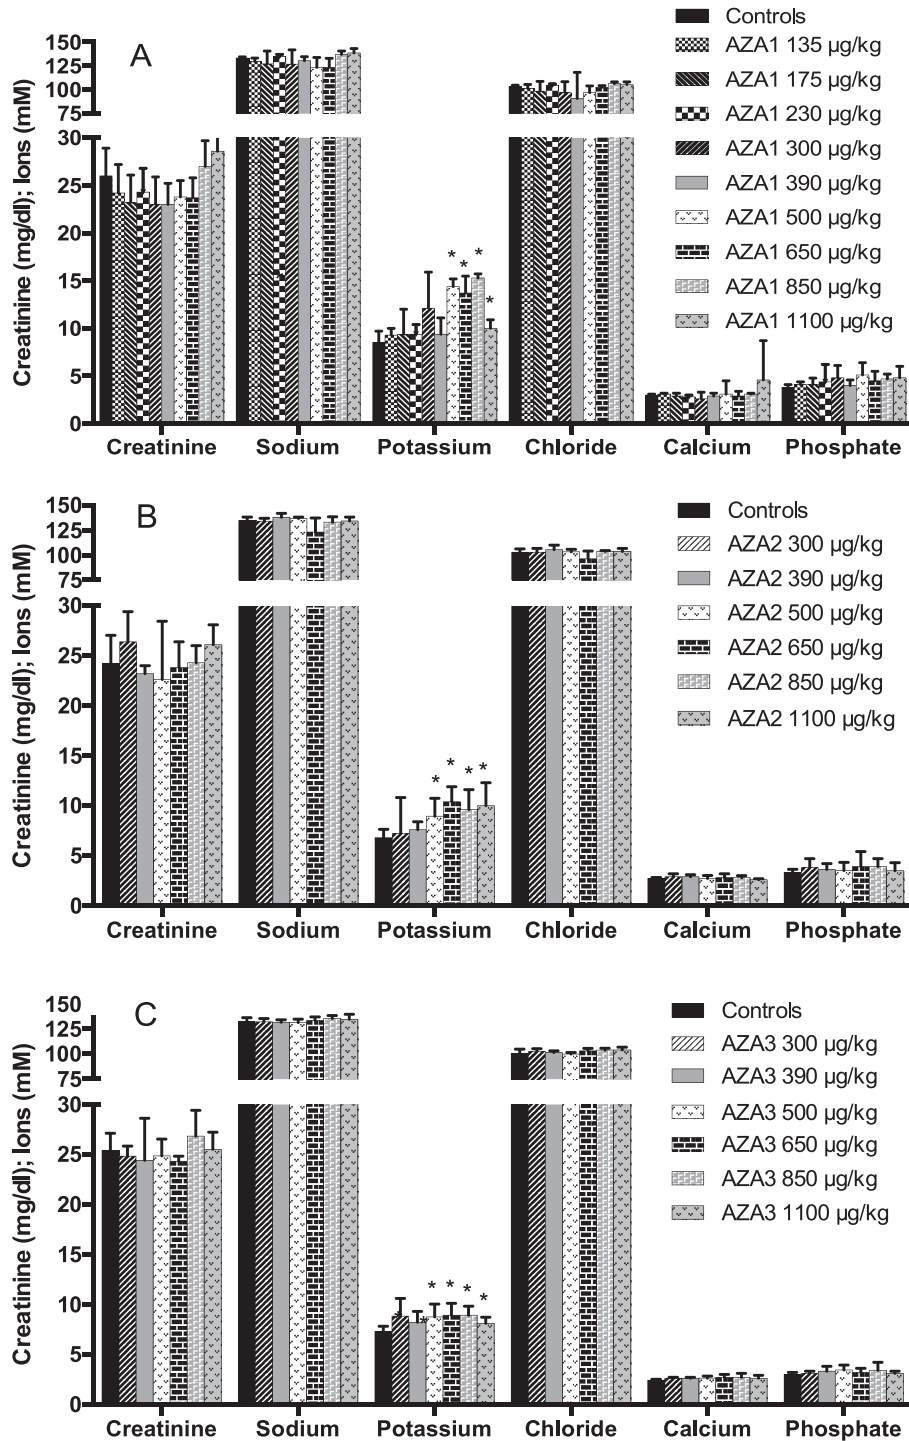 A
Creatinine (mg/dl); Ions (mM)
150
125
100
75
30
25
20
15
10
5
0
* * * *
Creatinine Sodium Potassium Chloride Calcium Phosphate
Controls
AZA1 135 µg/kg
AZA1 175 µg/kg
AZA1 230 µg/kg
AZA1 300 µg/kg
AZA1 390 µg/kg
AZA1 500 µg/kg
AZA1 650 µg/kg
AZA1 850 µg/kg
AZA1 1100 µg/kg
B
Creatinine (mg/dl); Ions (mM)
150
125
100
75
30
25
20
15
10
5
0
* * * *
Creatinine Sodium Potassium Chloride Calcium Phosphate
Controls
AZA2 300 µg/kg
AZA2 390 µg/kg
AZA2 500 µg/kg
AZA2 650 µg/kg
AZA2 850 µg/kg
AZA2 1100 µg/kg
C
Creatinine (mg/dl); Ions (mM)
150
125
100
75
30
25
20
15
10
5
0
* * * * * *
Creatinine Sodium Potassium Chloride Calcium Phosphate
Controls
AZA3 300 µg/kg
AZA3 390 µg/kg
AZA3 500 µg/kg
AZA3 650 µg/kg
AZA3 850 µg/kg
AZA3 1100 µg/kg